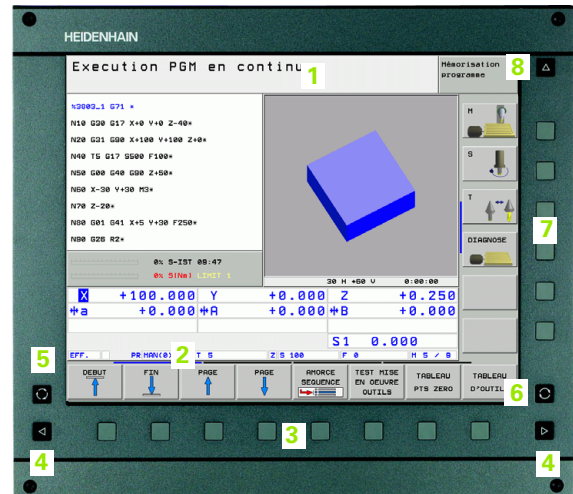 HEIDENHAIN
Execution PGM en continu
1
Mémorisation
programme
8
%3803_1 G71 *
N10 G30 G17 X+0 Y+0 Z-40*
N20 G31 G90 X+100 Y+100 Z+0*
N40 T5 G17 S500 F100*
N50 G00 G40 G90 Z+50*
N60 X-30 Y+30 M3*
N70 Z-20*
N80 G01 G41 X+5 Y+30 F250*
N90 G26 R2*
M
S
T
DIAGNOSE
7
0% S-IST 09:47
0% S[Nm] LIMIT 1
30 H +60 U 0:00:00
X +100.000 Y +0.000 Z +0.250
*a +0.000 *A +0.000 *B +0.000
S1 0.000
EFF. PR MAN(0) T 5 Z S 100 F 0 M 5 / 9
2
5
DEBUT
FIN
PAGE
PAGE
AMORCE
SEQUENCE
TEST MISE
EN OEUVRE
OUTILS
TABLEAU
PTS ZERO
TABLEAU
D'OUTIL
6
3
4
4